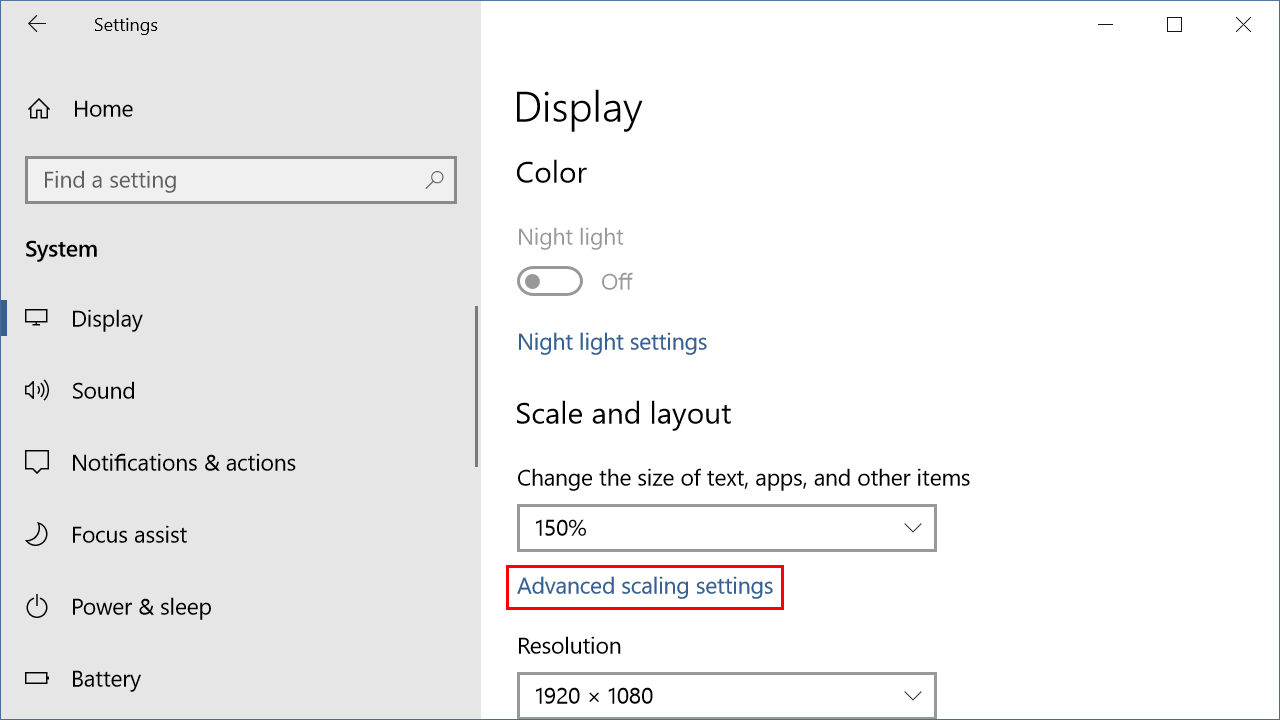 Settings
Home
Find a setting
System
Display
Sound
Notifications & actions
Focus assist
Power & sleep
Battery
Display
Color
Night light
Off
Night light settings
Scale and layout
Change the size of text, apps, and other items
150%
Advanced scaling settings
Resolution
1920 × 1080